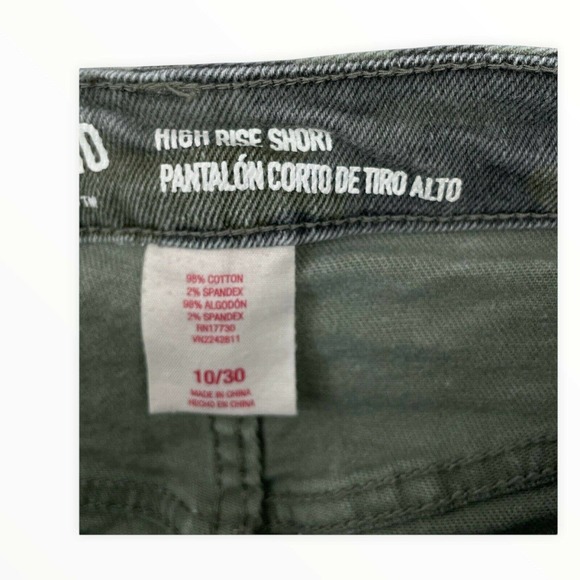 HIGH RISE SHORT
PANTALÓN CORTO DE TIRO ALTO
TM
98% COTTON
2% SPANDEX
98% ALGODÓN
2% SPANDEX
RN17730
VN2242811
10/30
MADE IN CHINA
HECHO EN CHINA